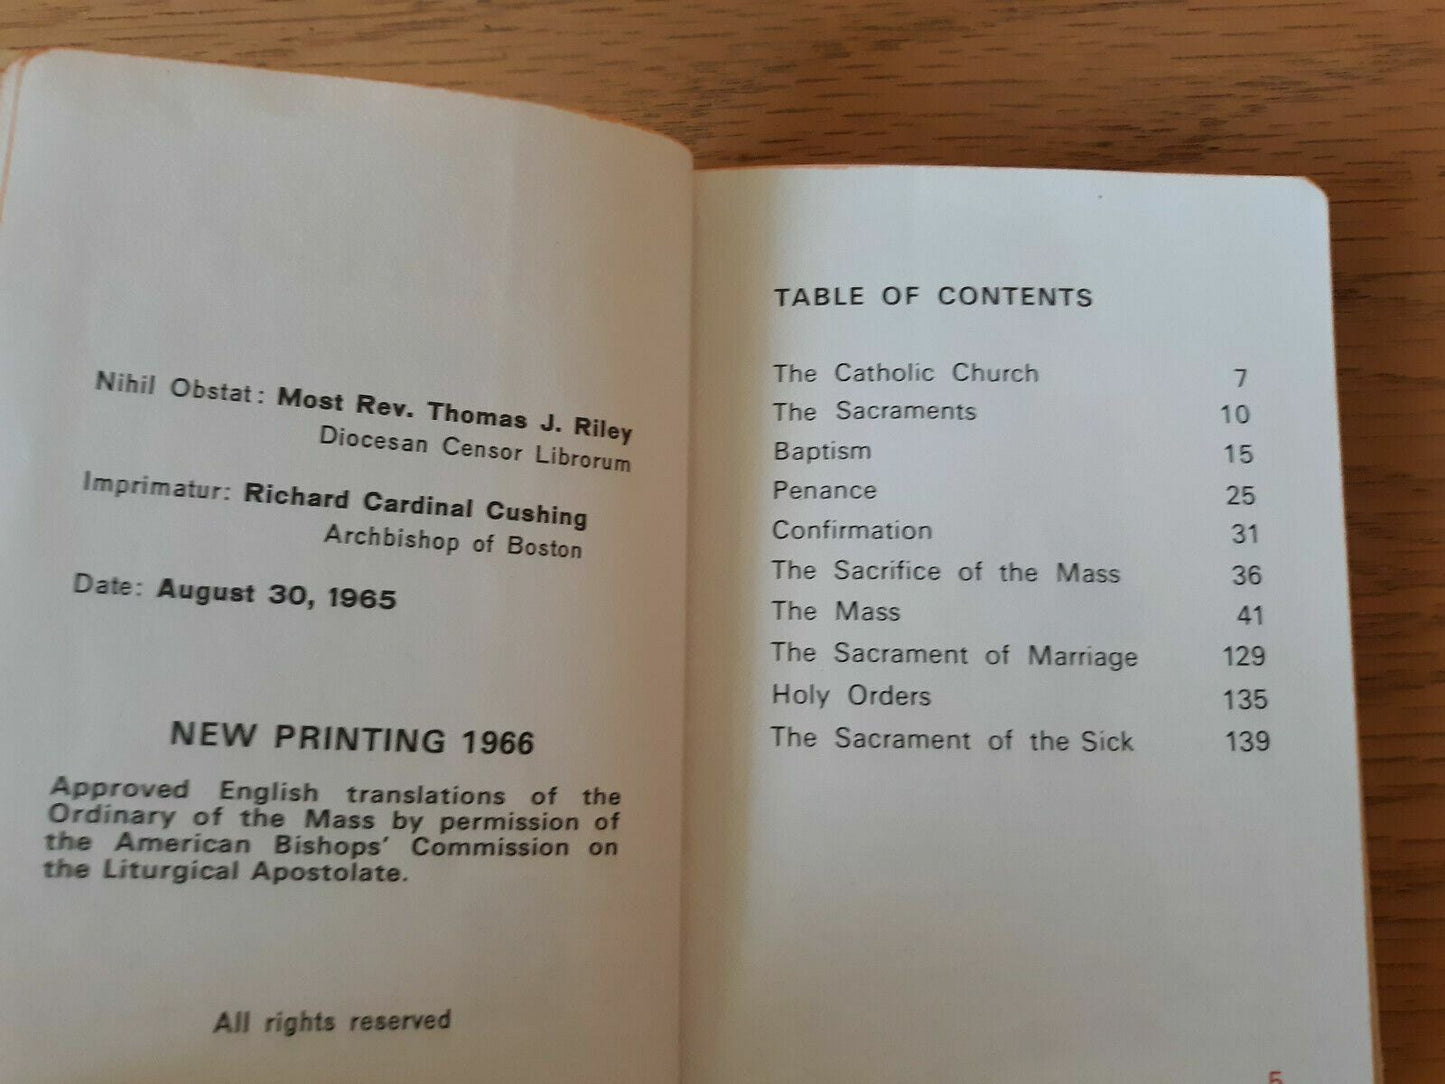 Nihil Obstat: Most Rev. Thomas J. Riley
Diocesan Censor Librorum
Imprimatur: Richard Cardinal Cushing
Archbishop of Boston
Date: August 30, 1965
NEW PRINTING 1966
Approved English translations of the
Ordinary of the Mass by permission of
the American Bishops' Commission on
the Liturgical Apostolate.
All rights reserved
TABLE OF CONTENTS
The Catholic Church 7
The Sacraments 10
Baptism 15
Penance 25
Confirmation 31
The Sacrifice of the Mass 36
The Mass 41
The Sacrament of Marriage 129
Holy Orders 135
The Sacrament of the Sick 139
5